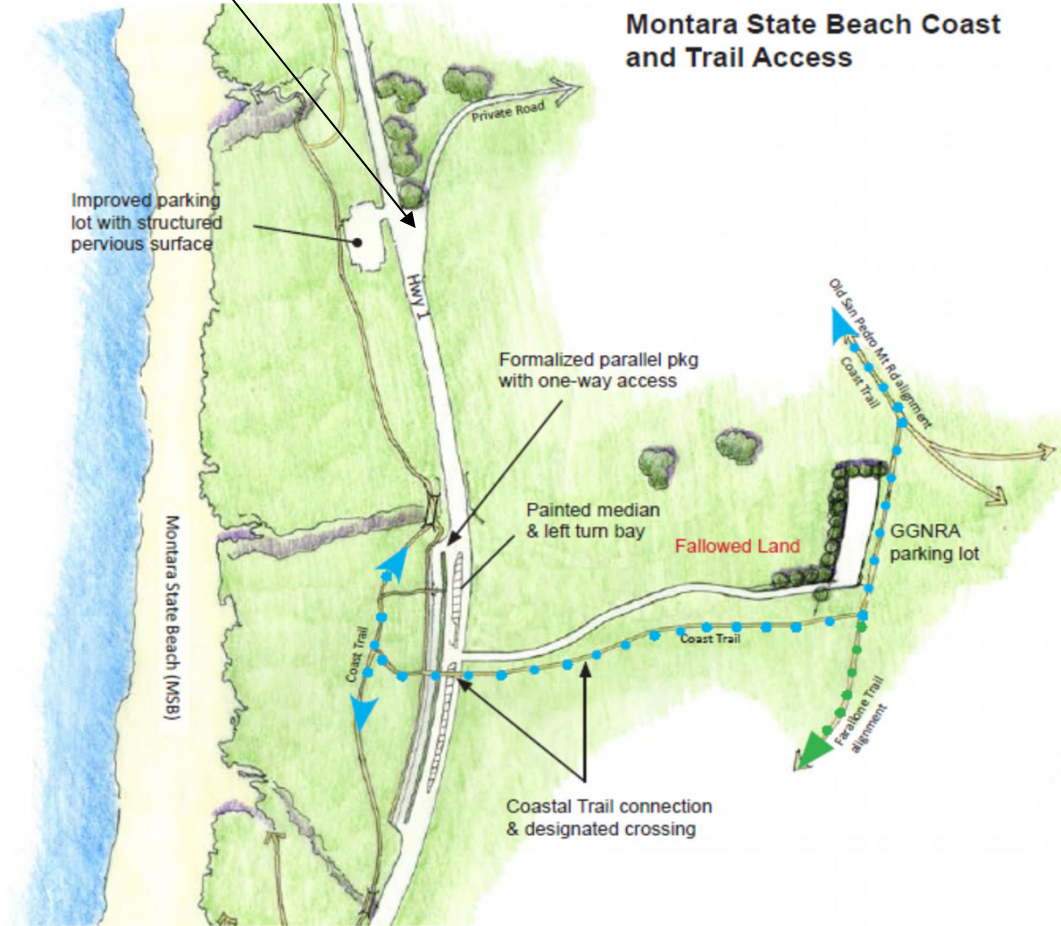 Montara State Beach Coast
and Trail Access
Private Road
Improved parking
lot with structured
pervious surface
Hwy 1
Old San Pedro Mt Rd alignment
Coast Trail
Formalized parallel pkg
with one-way access
Painted median
& left turn bay
Fallowed Land
GGNRA
parking lot
Montara State Beach (MSB)
Coast Trail
Coast Trail
Farallone Trail
alignment
Coastal Trail connection
& designated crossing